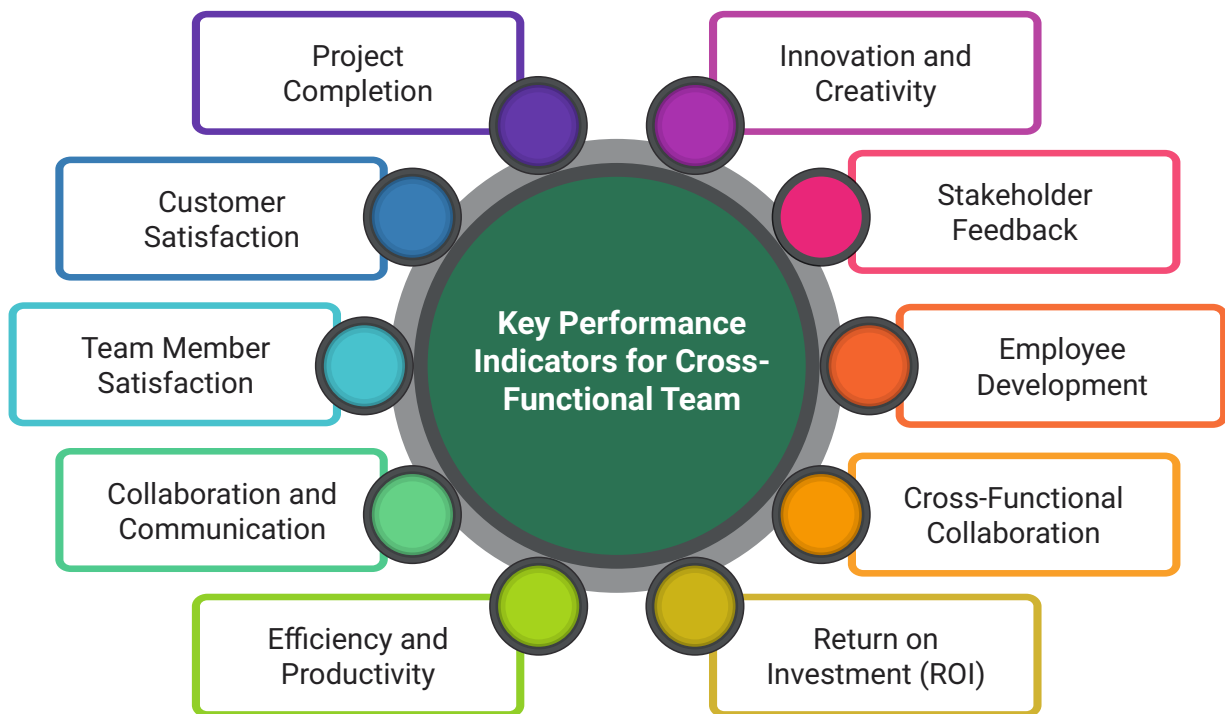 Project
Completion
Innovation and
Creativity
Customer
Satisfaction
Stakeholder
Feedback
Team Member
Satisfaction
Key Performance
Indicators for Cross-
Functional Team
Employee
Development
Collaboration and
Communication
Cross-Functional
Collaboration
Efficiency and
Productivity
Return on
Investment (ROI)